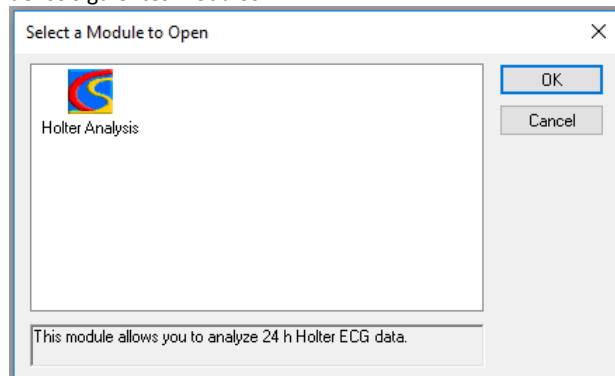 Select a Module to Open
OK
Holter Analysis
Cancel
This module allows you to analyze 24 h Holter ECG data.